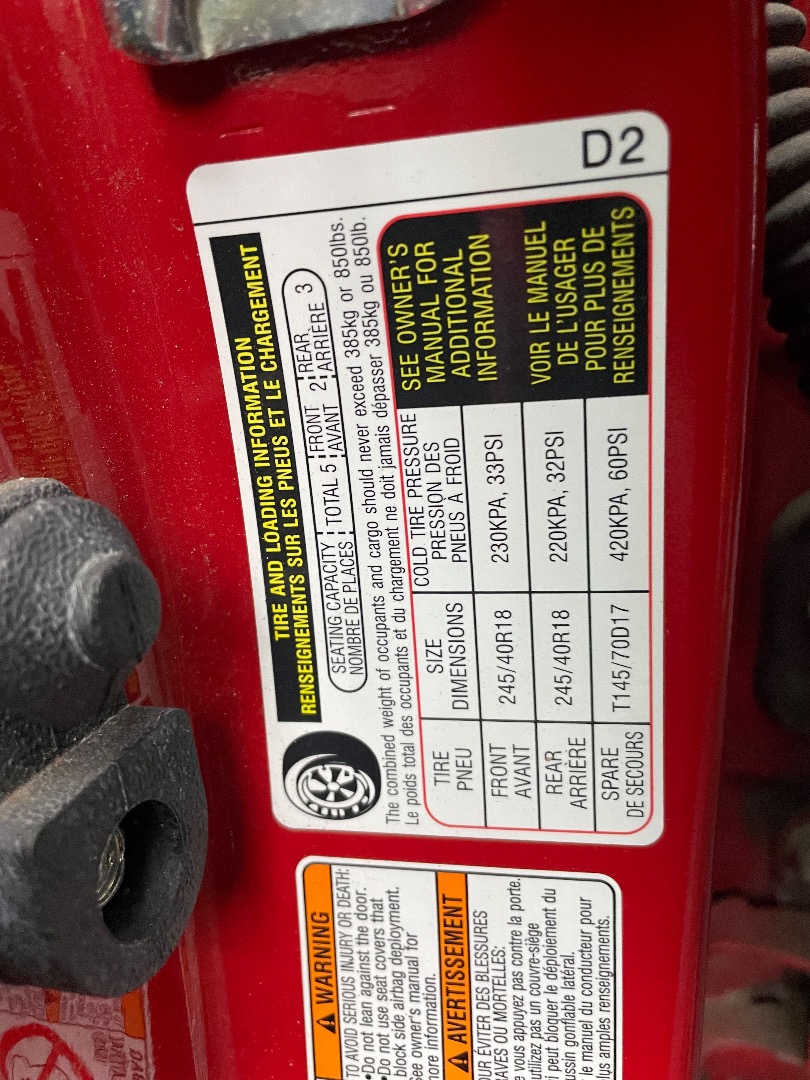 D2
TIRE AND LOADING INFORMATION
RENSEIGNEMENTS SUR LES PNEUS ET LE CHARGEMENT
SEATING CAPACITY TOTAL 5 FRONT 2 REAR 3
NOMBRE DE PLACES AVANT ARRIÈRE
The combined weight of occupants and cargo should never exceed 385kg or 850lbs.
Le poids total des occupants et du chargement ne doit jamais dépasser 385kg ou 850lb.
TIRE SIZE COLD TIRE PRESSURE
PNEU DIMENSIONS PRESSION DES
PNEUS À FROID
FRONT 245/40R18 230KPA, 33PSI
AVANT
REAR 245/40R18 220KPA, 32PSI
ARRIÈRE
SPARE T145/70D17 420KPA, 60PSI
DE SECOURS
SEE OWNER'S
MANUAL FOR
ADDITIONAL
INFORMATION
VOIR LE MANUEL
DE L'USAGER
POUR PLUS DE
RENSEIGNEMENTS
WARNING
TO AVOID SERIOUS INJURY OR DEATH:
•Do not lean against the door.
•Do not use seat covers that
block side airbag deployment.
See owner's manual for
more information.
AVERTISSEMENT
POUR ÉVITER DES BLESSURES
GRAVES OU MORTELLES:
vous appuyez pas contre la porte.
utilizez pas un couvre-siège
peut bloquer le déploiement du
coussin gonflable latéral.
le manuel du conducteur pour
plus amples renseignements.